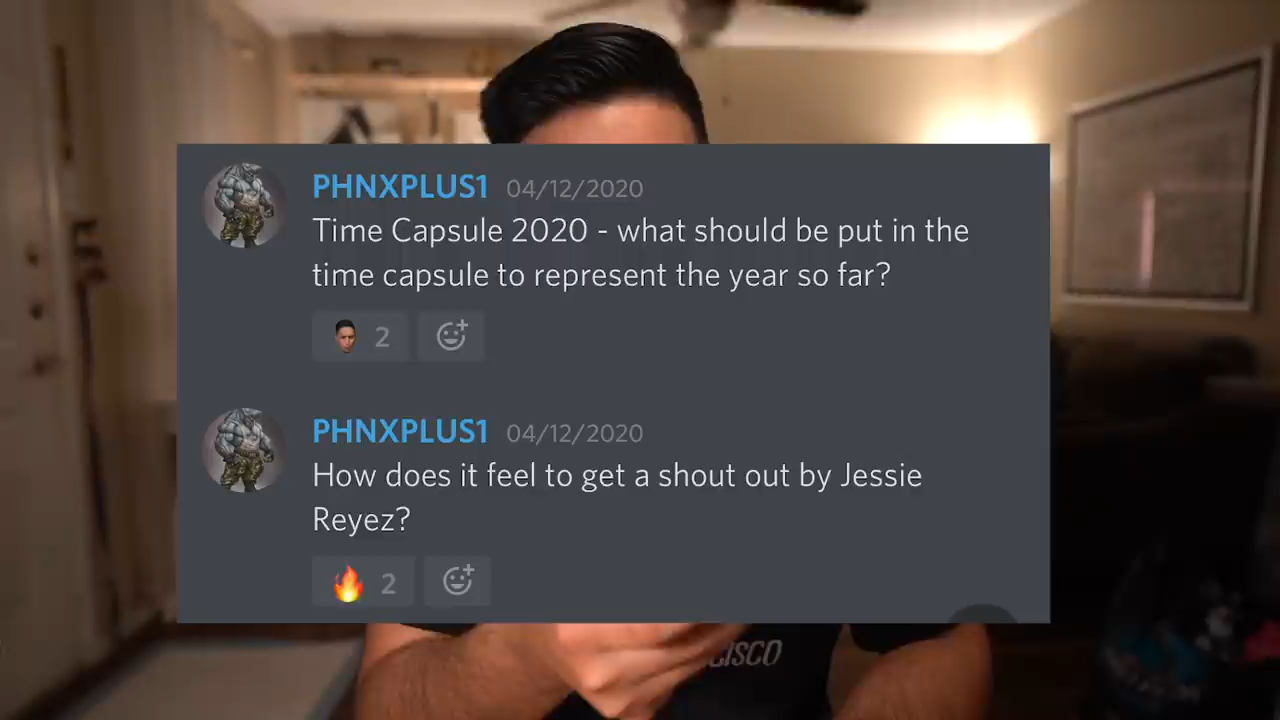 PHNXPLUS1 04/12/2020
Time Capsule 2020 - what should be put in the
time capsule to represent the year so far?
2
PHNXPLUS1 04/12/2020
How does it feel to get a shout out by Jessie
Reyez?
2